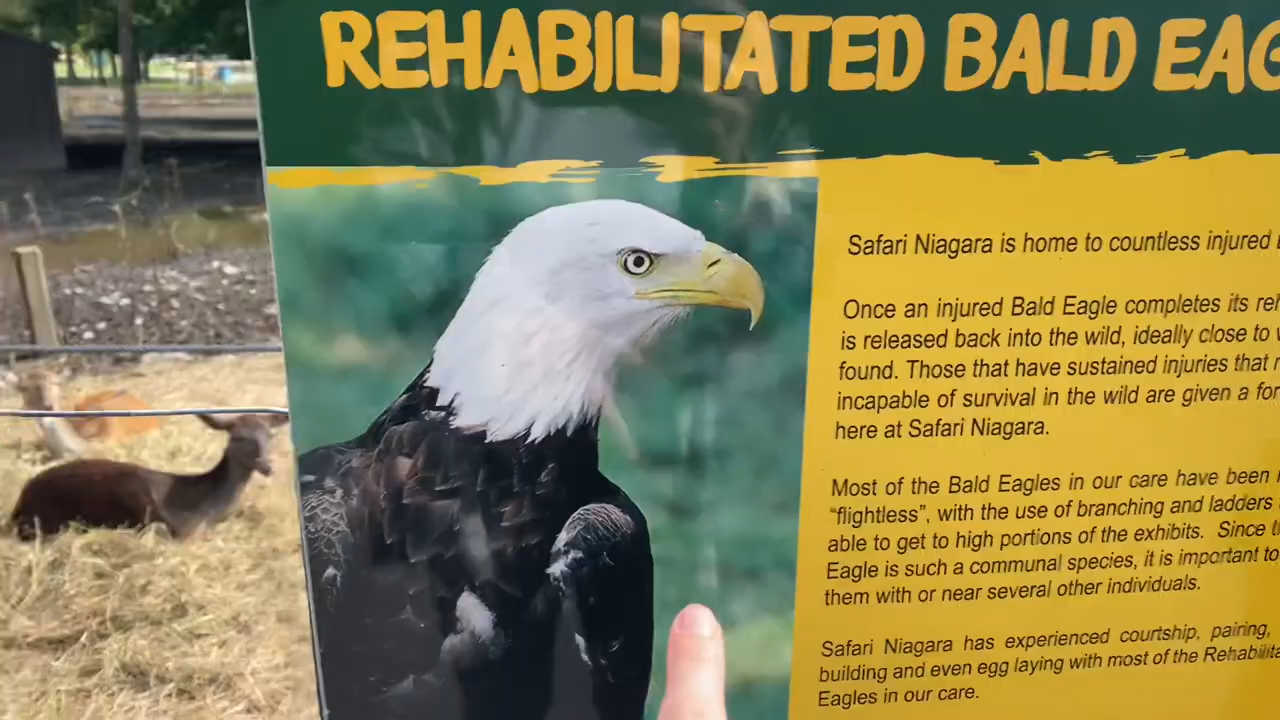 REHABILITATED BALD EAG
Safari Niagara is home to countless injured
Once an injured Bald Eagle completes its reh
is released back into the wild, ideally close to
found. Those that have sustained injuries that
incapable of survival in the wild are given a for
here at Safari Niagara.
Most of the Bald Eagles in our care have been
“flightless”, with the use of branching and ladders
able to get to high portions of the exhibits. Since
Eagle is such a communal species, it is important to
them with or near several other individuals.
Safari Niagara has experienced courtship, pairing,
building and even egg laying with most of the Rehabilita
Eagles in our care.